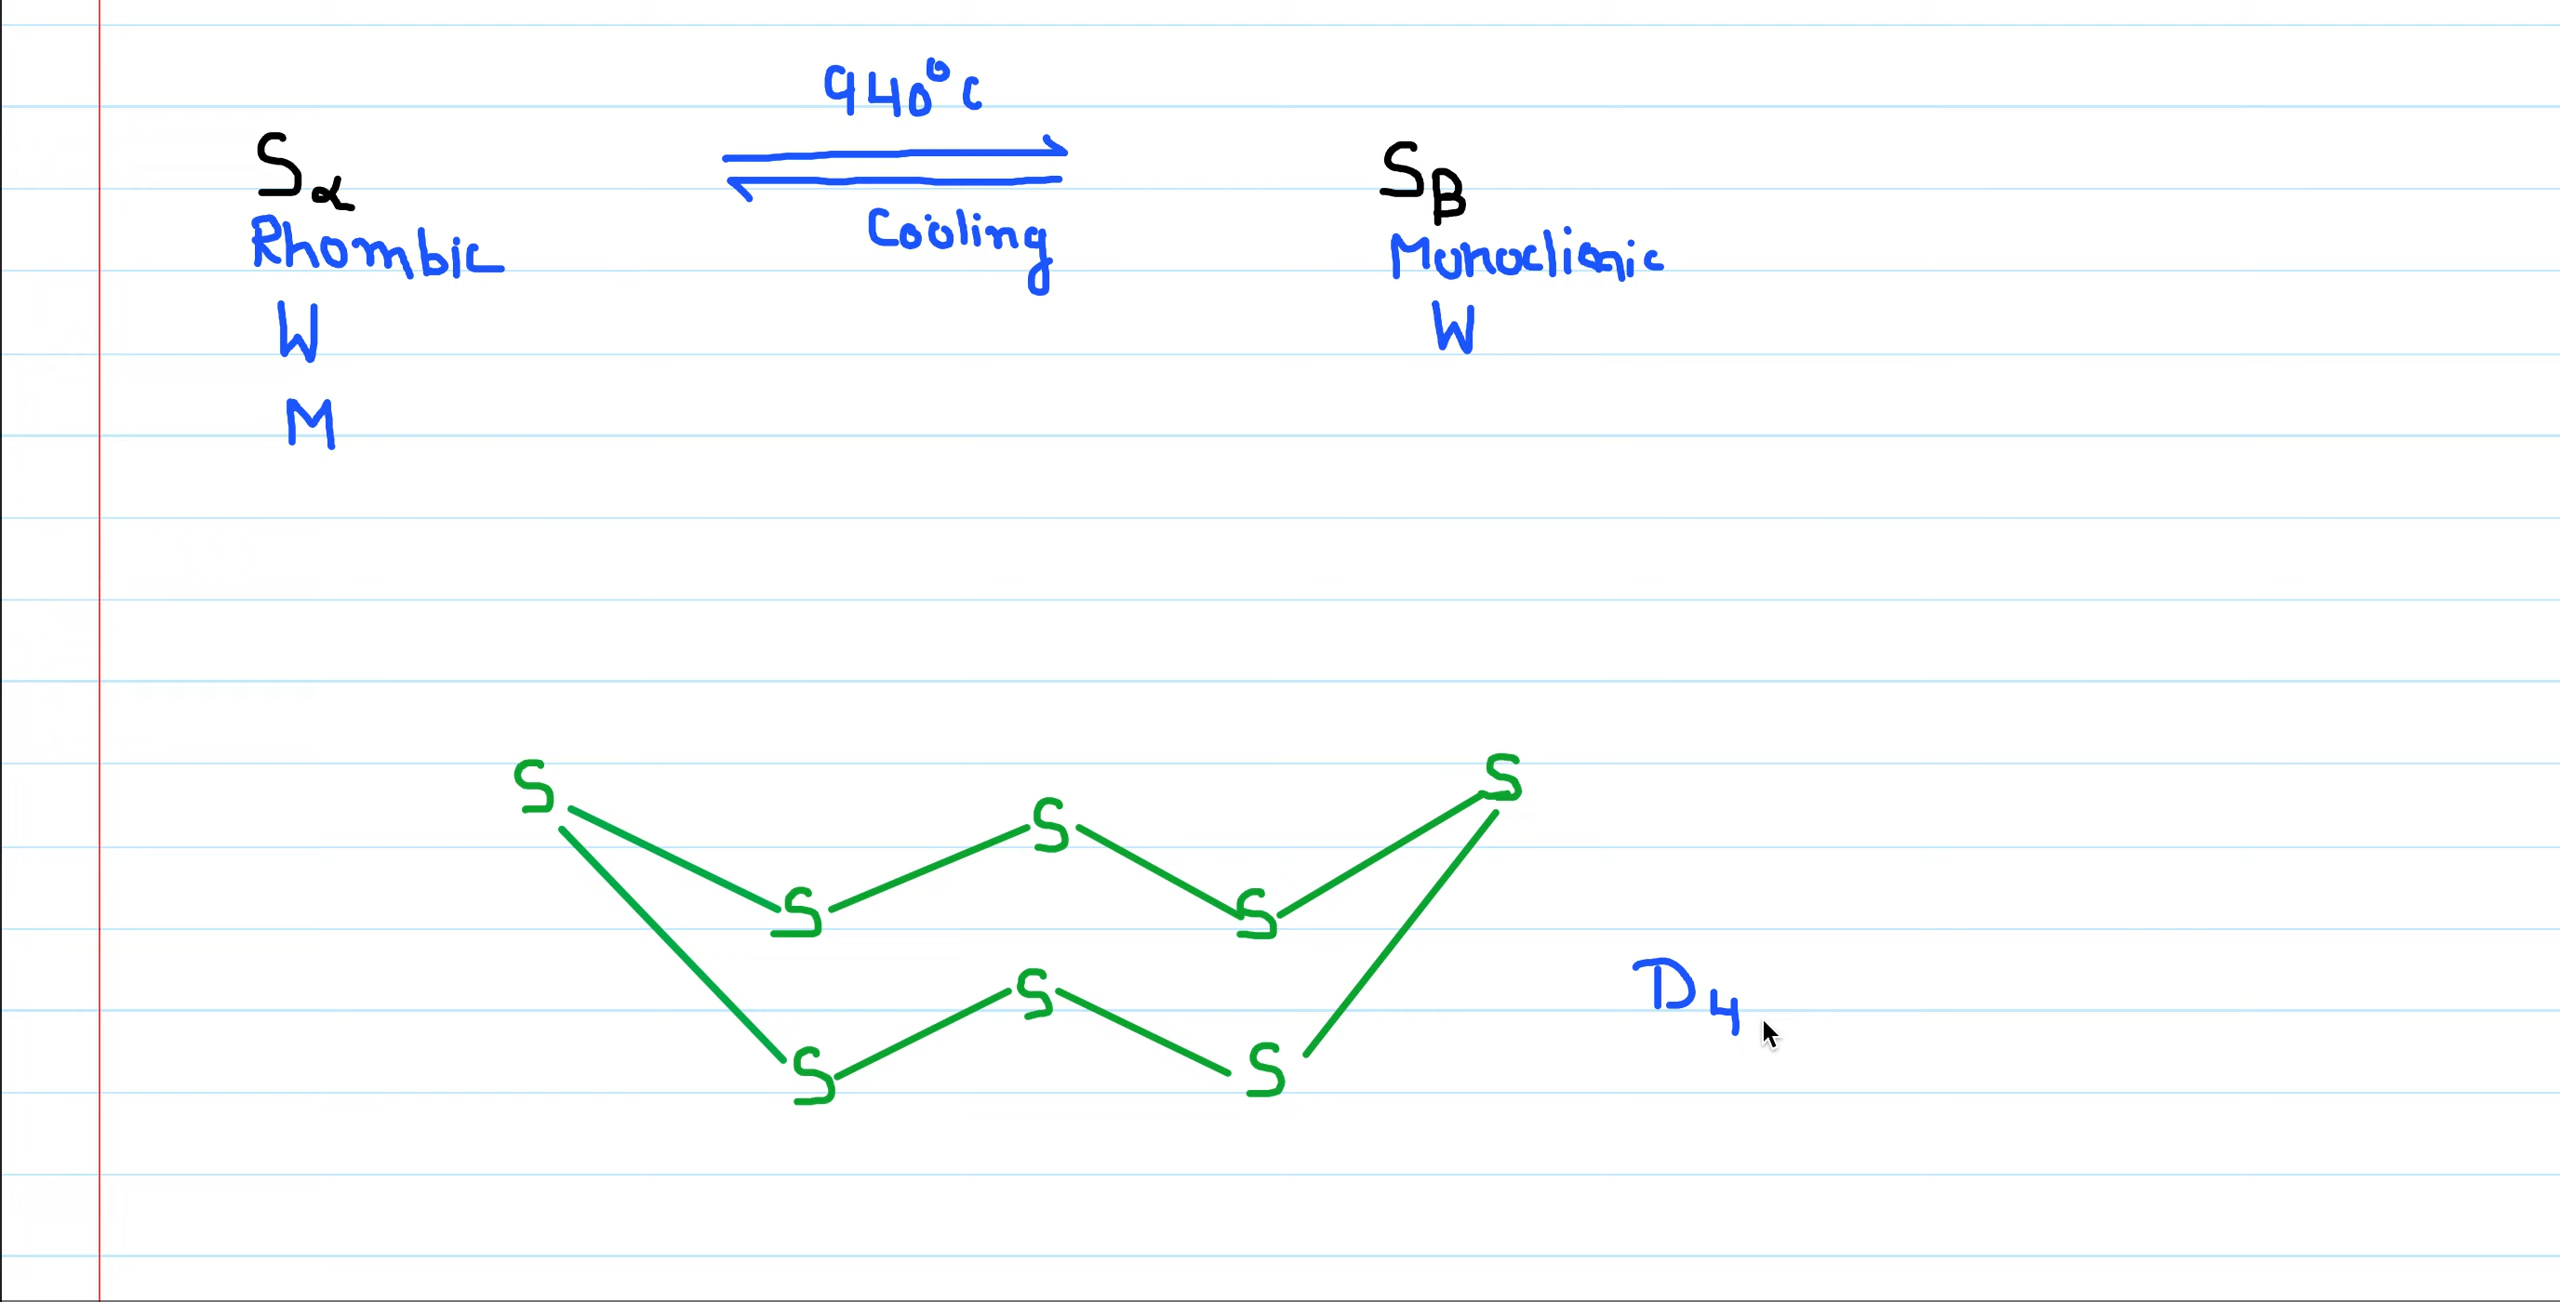 940°C
Sα ⇌ Sβ
Cooling
Rhombic Monoclinic
W W
M
S S
S
S S
S
S S
D4